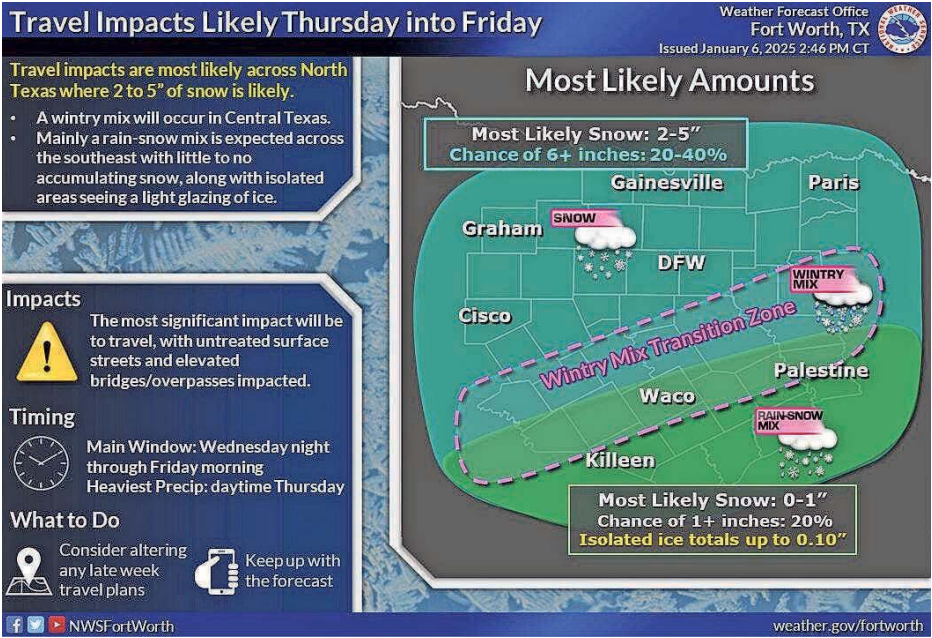 Travel Impacts Likely Thursday into Friday
Weather Forecast Office
Fort Worth, TX
Issued January 6, 2025 2:46 PM CT
Travel impacts are most likely across North
Texas where 2 to 5” of snow is likely.
• A wintry mix will occur in Central Texas.
• Mainly a rain-snow mix is expected across
the southeast with little to no
accumulating snow, along with isolated
areas seeing a light glazing of ice.
Impacts
The most significant impact will be
to travel, with untreated surface
streets and elevated
bridges/overpasses impacted.
Timing
Main Window: Wednesday night
through Friday morning
Heaviest Precip: daytime Thursday
What to Do
Consider altering
any late week
travel plans
Keep up with
the forecast
Most Likely Amounts
Most Likely Snow: 2-5”
Chance of 6+ inches: 20-40%
Gainesville
Paris
SNOW
Graham
DFW
WINTRY
MIX
Cisco
Wintry Mix Transition Zone
Palestine
Waco
RAIN-SNOW
MIX
Killeen
Most Likely Snow: 0-1”
Chance of 1+ inches: 20%
Isolated ice totals up to 0.10”
NWSFortWorth
weather.gov/fortworth